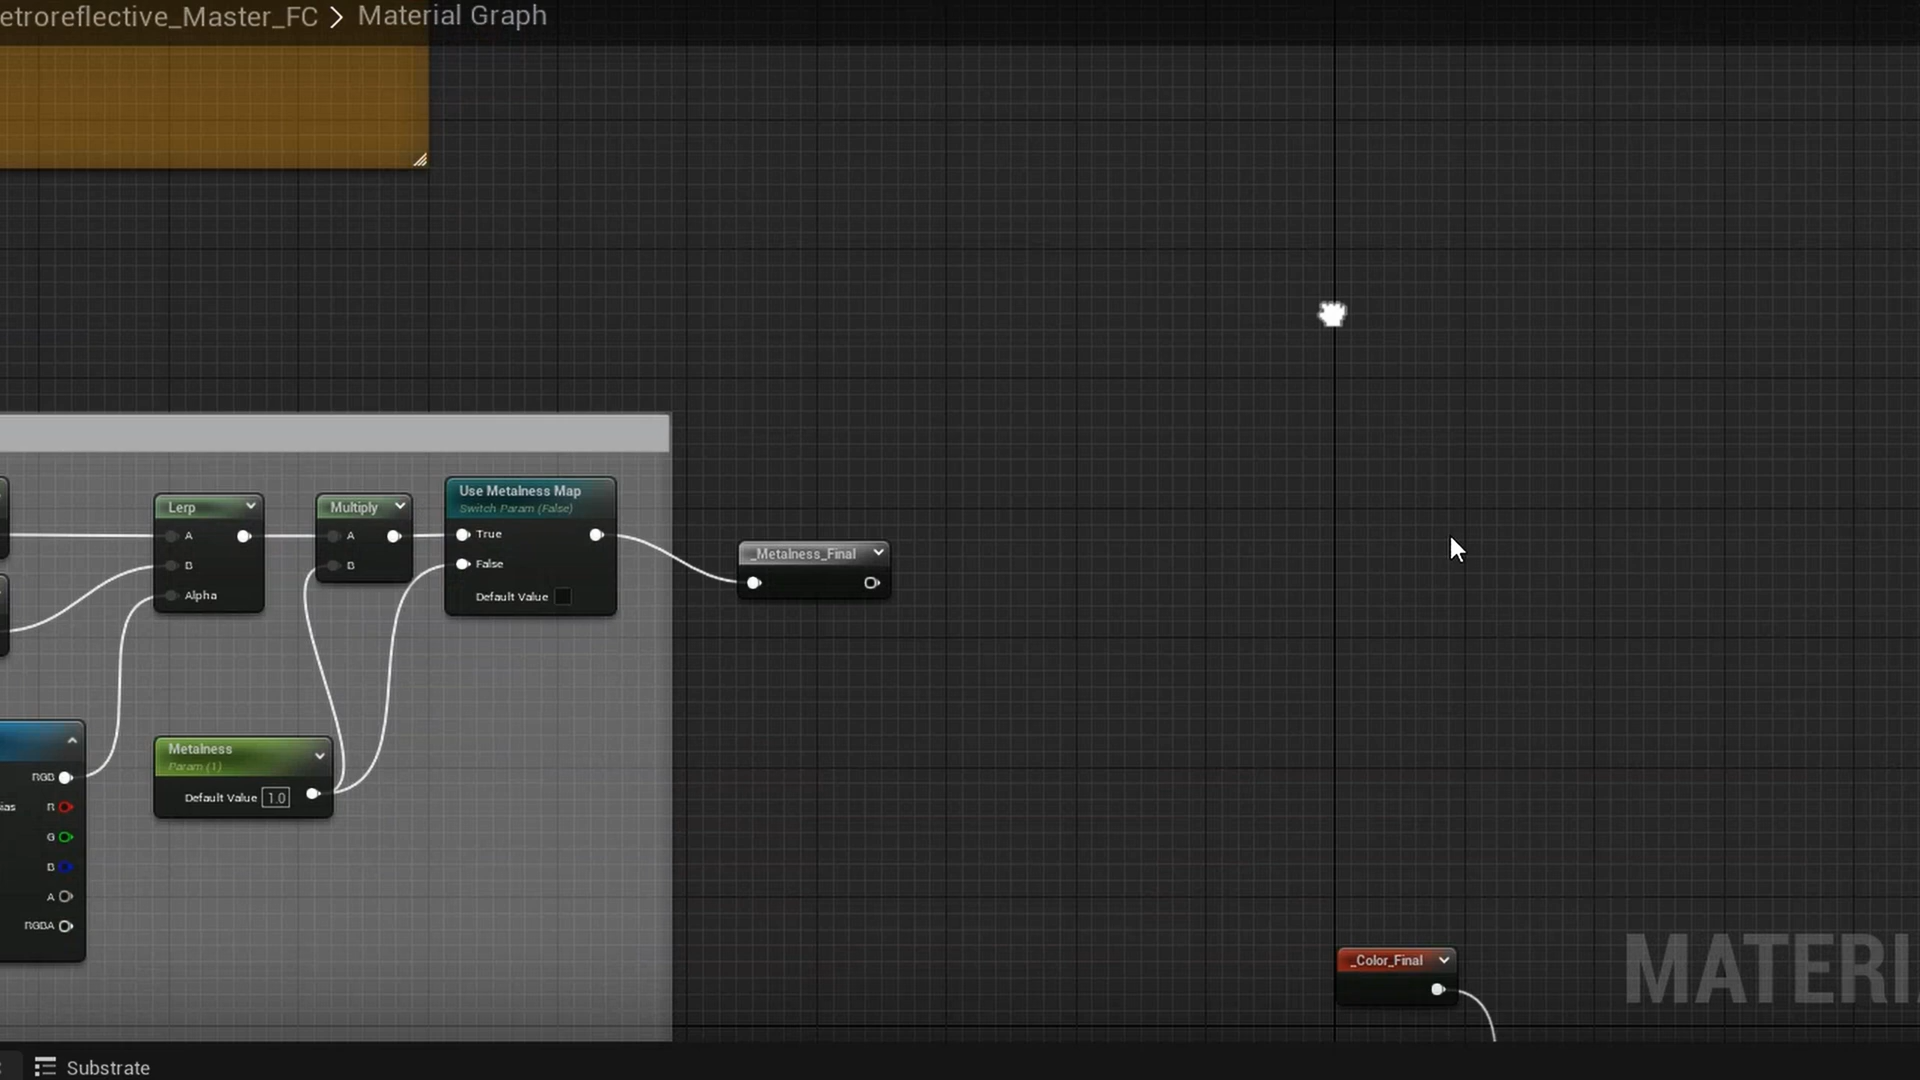 etroreflective_Master_FC > Material Graph
Lerp
A
B
Alpha
Multiply
A
B
Use Metalness Map
Switch Param (False)
True
False
Default Value
_Metalness_Final
Metalness
Param (1)
Default Value 1.0
RGB
ias
R
G
B
A
RGBA
_Color_Final
MATERI
Substrate